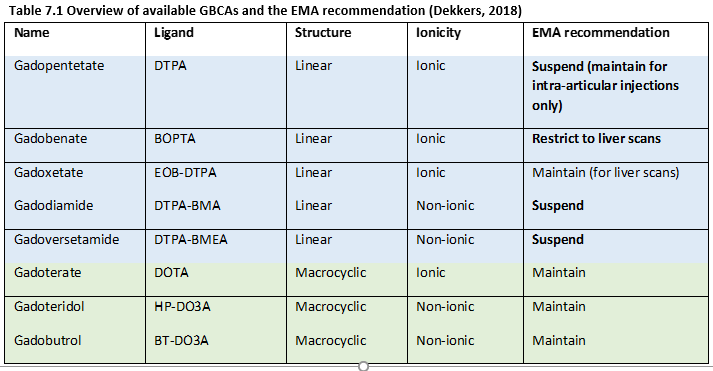 Table 7.1 Overview of available GBCAs and the EMA recommendation (Dekkers, 2018)
Name Ligand Structure Ionicity EMA recommendation
Gadopentetate DTPA Linear Ionic Suspend (maintain for
intra-articular injections
only)
Gadobenate BOPTA Linear Ionic Restrict to liver scans
Gadoxetate EOB-DTPA Linear Ionic Maintain (for liver scans)
Gadodiamide DTPA-BMA Linear Non-ionic Suspend
Gadoversetamide DTPA-BMEA Linear Non-ionic Suspend
Gadoterate DOTA Macrocyclic Ionic Maintain
Gadoteridol HP-DO3A Macrocyclic Non-ionic Maintain
Gadobutrol BT-DO3A Macrocyclic Non-ionic Maintain